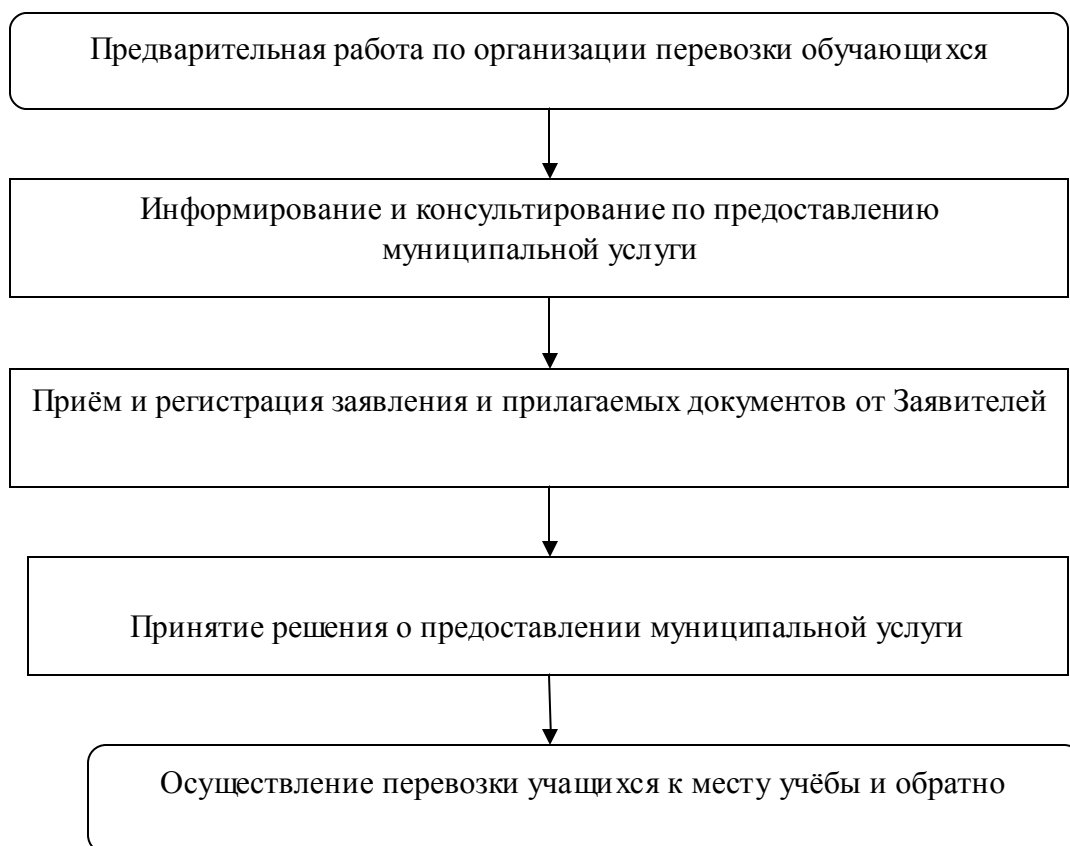 Предварительная работа по организации перевозки обучающихся
Информирование и консультирование по предоставлению
муниципальной услуги
Приём и регистрация заявления и прилагаемых документов от Заявителей
Принятие решения о предоставлении муниципальной услуги
Осуществление перевозки учащихся к месту учёбы и обратно